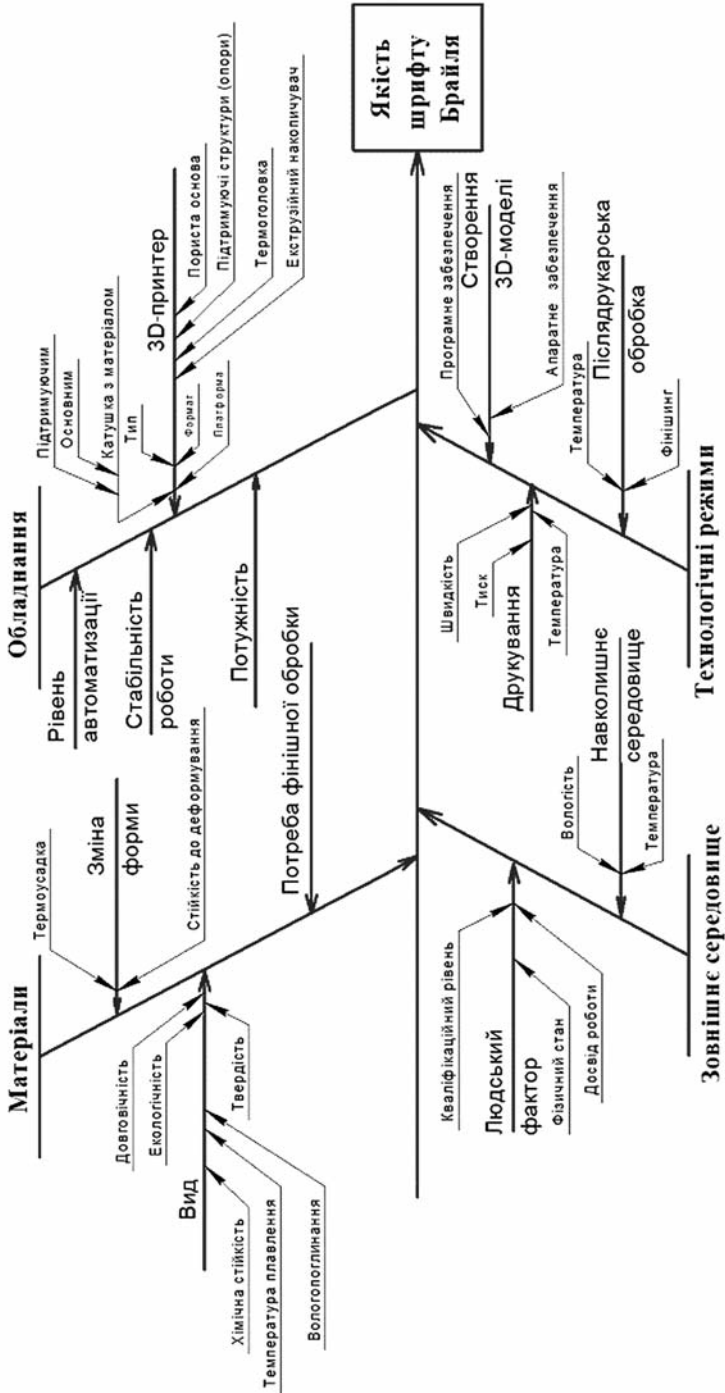 Матеріали
Термоусадка
Зміна
форми
Стійкість до деформування
Довговічність
Екологічність
Вид
Твердість
Хімічна стійкість
Температура плавлення
Вологопоглинання
Потреба фінішної обробки
Обладнання
Рівень
автоматизації
Стабільність
роботи
Потужність
Підтримуючим
Основним
Катушка з матеріалом
Тип
3D-принтер
Формат
Платформа
Пориста основа
Підтримуючі структури (опори)
Термоголовка
Екструзійний накопичувач
Якість
шрифту
Брайля
Кваліфікаційний рівень
Людський
фактор
Фізичний стан
Досвід роботи
Вологість
Навколишнє
середовище
Температура
Зовнішнє середовище
Швидкість
Тиск
Друкування
Температура
Програмне забезпечення
Створення
3D-моделі
Апаратне забезпечення
Післядрукарська
обробка
Температура
Фінішинг
Технологічні режими